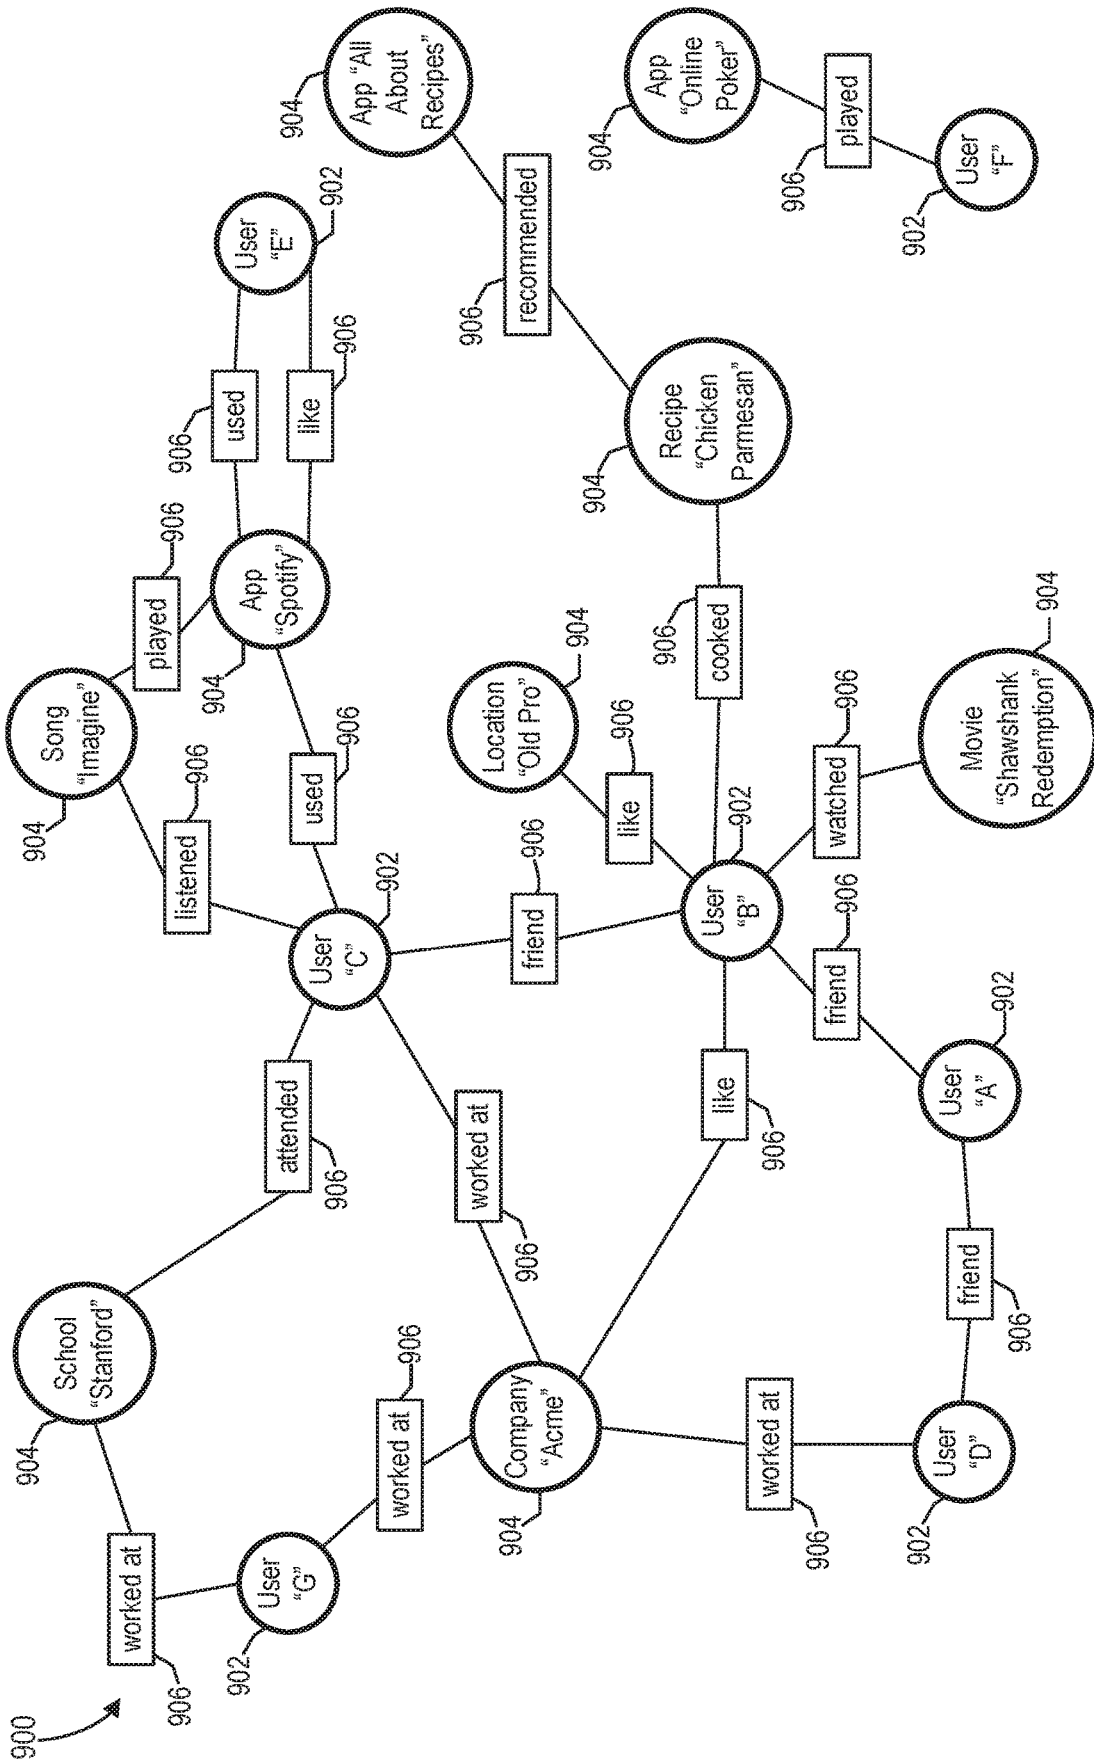 900
904
School
"Stanford"
904
Song
"Imagine"
worked at
906
played
906
listened
906
902
User
"G"
904
App
"Spotify"
used
906
User
"E"
902
attended
906
like
906
used
906
User
"C"
902
904
App "All
About
Recipes"
worked at
906
worked at
906
906
recommended
Company
"Acme"
904
Location
"Old Pro"
904
friend
906
like
906
904
Recipe
"Chicken
Parmesan"
904
App
"Online
Poker"
906
cooked
User
"B"
902
like
906
worked at
906
friend
906
watched
906
906
played
902
User
"D"
friend
906
User
"A"
902
Movie
"Shawshank
Redemption"
904
902
User
"F"